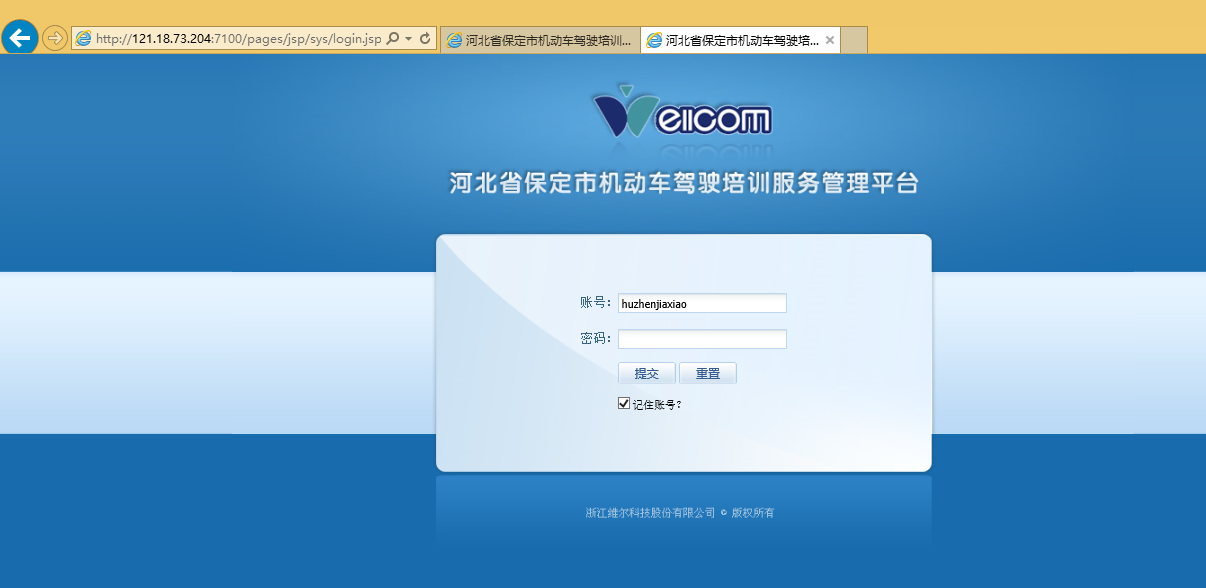 http://121.18.73.204:7100/pages/jsp/sys/login.jsp
河北省保定市机动车驾驶培训...
河北省保定市机动车驾驶培...
Wellcom
河北省保定市机动车驾驶培训服务管理平台
账号: huzhenjiaxiao
密码:
提交 重置
记住账号?
浙江维尔科技股份有限公司 © 版权所有